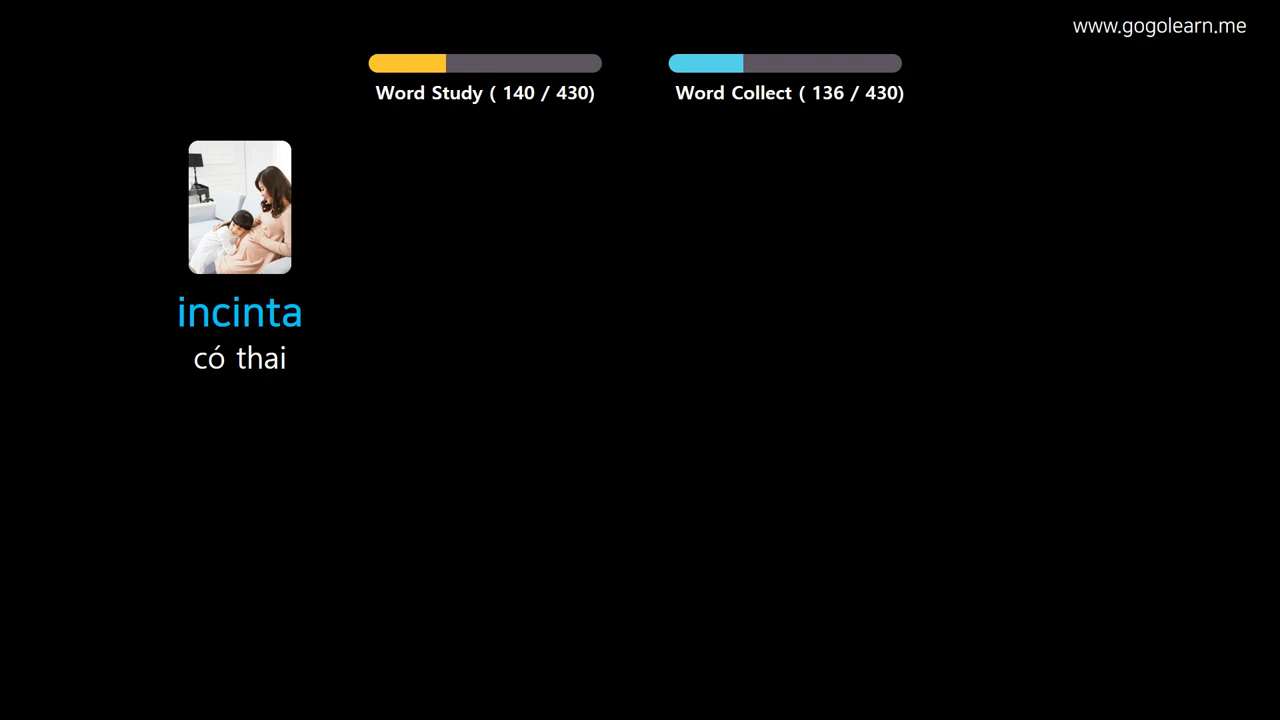 www.gogolearn.me
Word Study ( 140 / 430)
Word Collect ( 136 / 430)
incinta
có thai